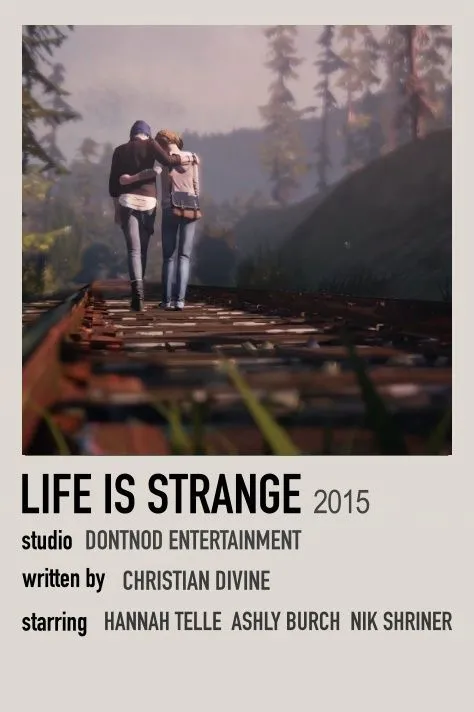 LIFE IS STRANGE 2015
studio DONTNOD ENTERTAINMENT
written by CHRISTIAN DIVINE
starring HANNAH TELLE ASHLY BURCH NIK SHRINER